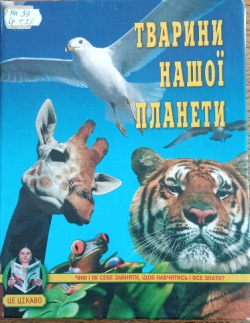 ТВАРИНИ
НАШОЇ
ПЛАНЕТИ
ЧИМ І ЯК СЕБЕ ЗАЙНЯТИ, ЩОБ НАВЧИТИСЬ І ВСЕ ЗНАТИ?
ЦЕ ЦІКАВО